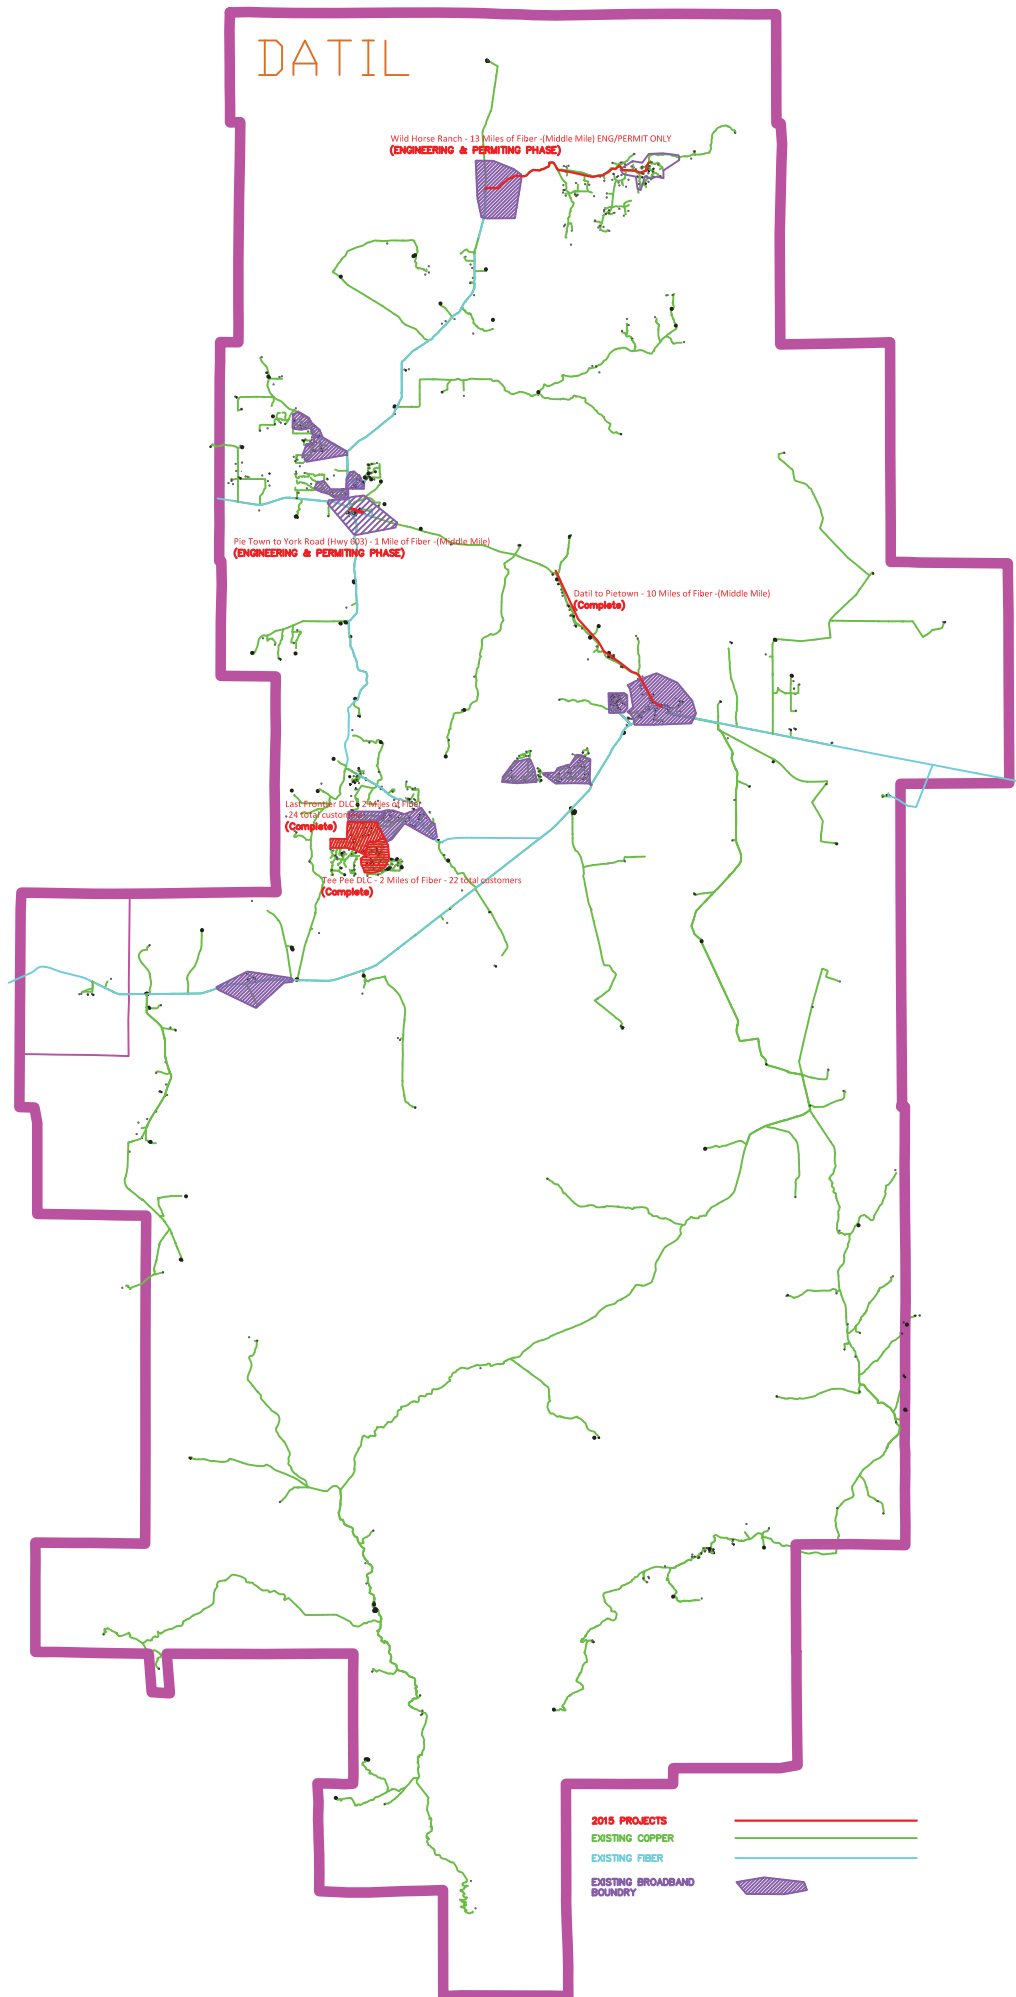 DATIL
Wild Horse Ranch - 13 Miles of Fiber -(Middle Mile) ENG/PERMIT ONLY
(ENGINEERING & PERMITING PHASE)
Pie Town to York Road (Hwy 603) - 1 Mile of Fiber -(Middle Mile)
(ENGINEERING & PERMITING PHASE)
Datil to Pietown - 10 Miles of Fiber -(Middle Mile)
(Complete)
Last Frontier DLC - 2 Miles of Fiber
24 total customers
(Complete)
Tee Pee DLC - 2 Miles of Fiber - 22 total customers
(Complete)
2015 PROJECTS
EXISTING COPPER
EXISTING FIBER
EXISTING BROADBAND
BOUNDRY